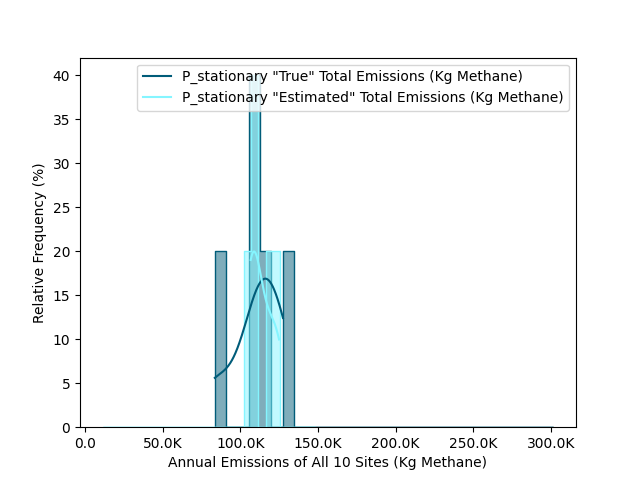 P_stationary "True" Total Emissions (Kg Methane)
P_stationary "Estimated" Total Emissions (Kg Methane)
40
35
30
25
20
15
10
5
0
Relative Frequency (%)
0.0 50.0K 100.0K 150.0K 200.0K 250.0K 300.0K
Annual Emissions of All 10 Sites (Kg Methane)